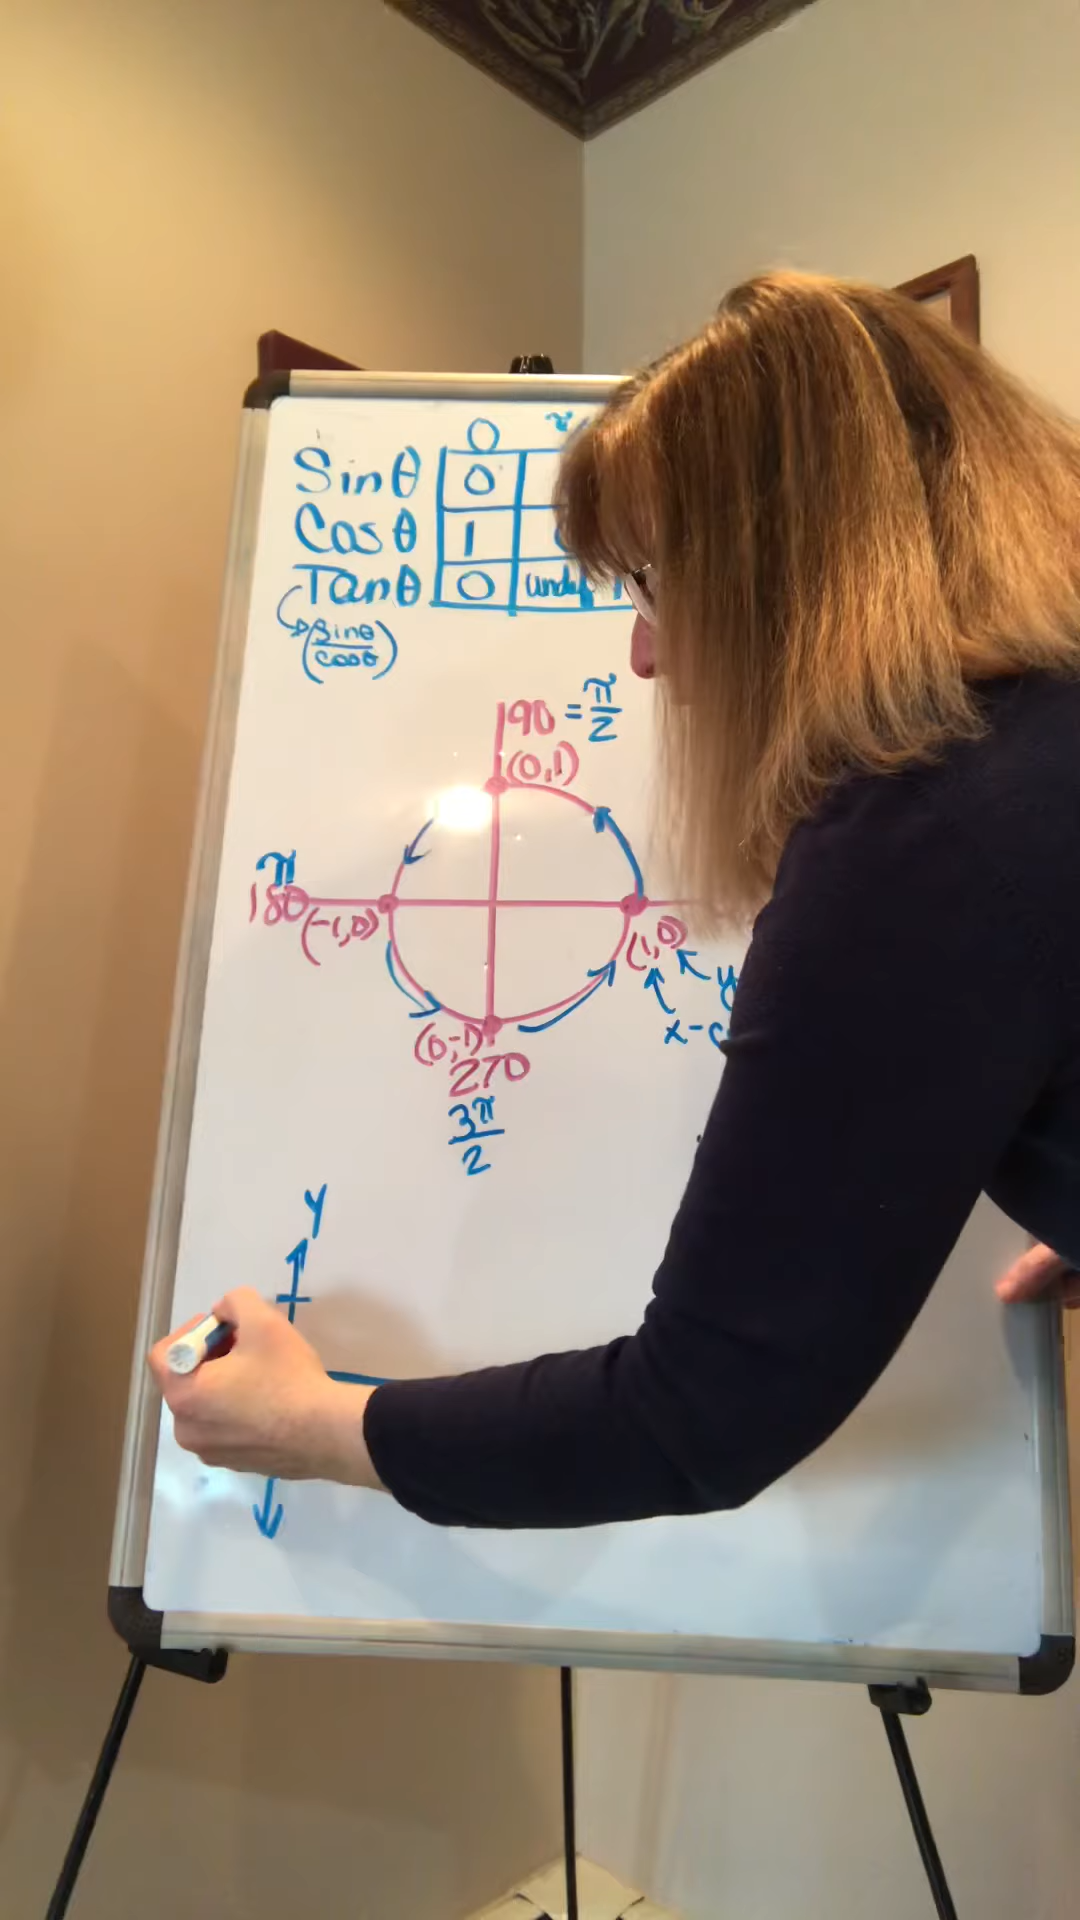 0
Sinθ 0
Cosθ 1
Tanθ 0 undef
(sinθ/cosθ)
90 = π/2
(0,1)
π
180
(-1,0)
(1,0)
y
x-c
(0,-1)
270
3π/2
y